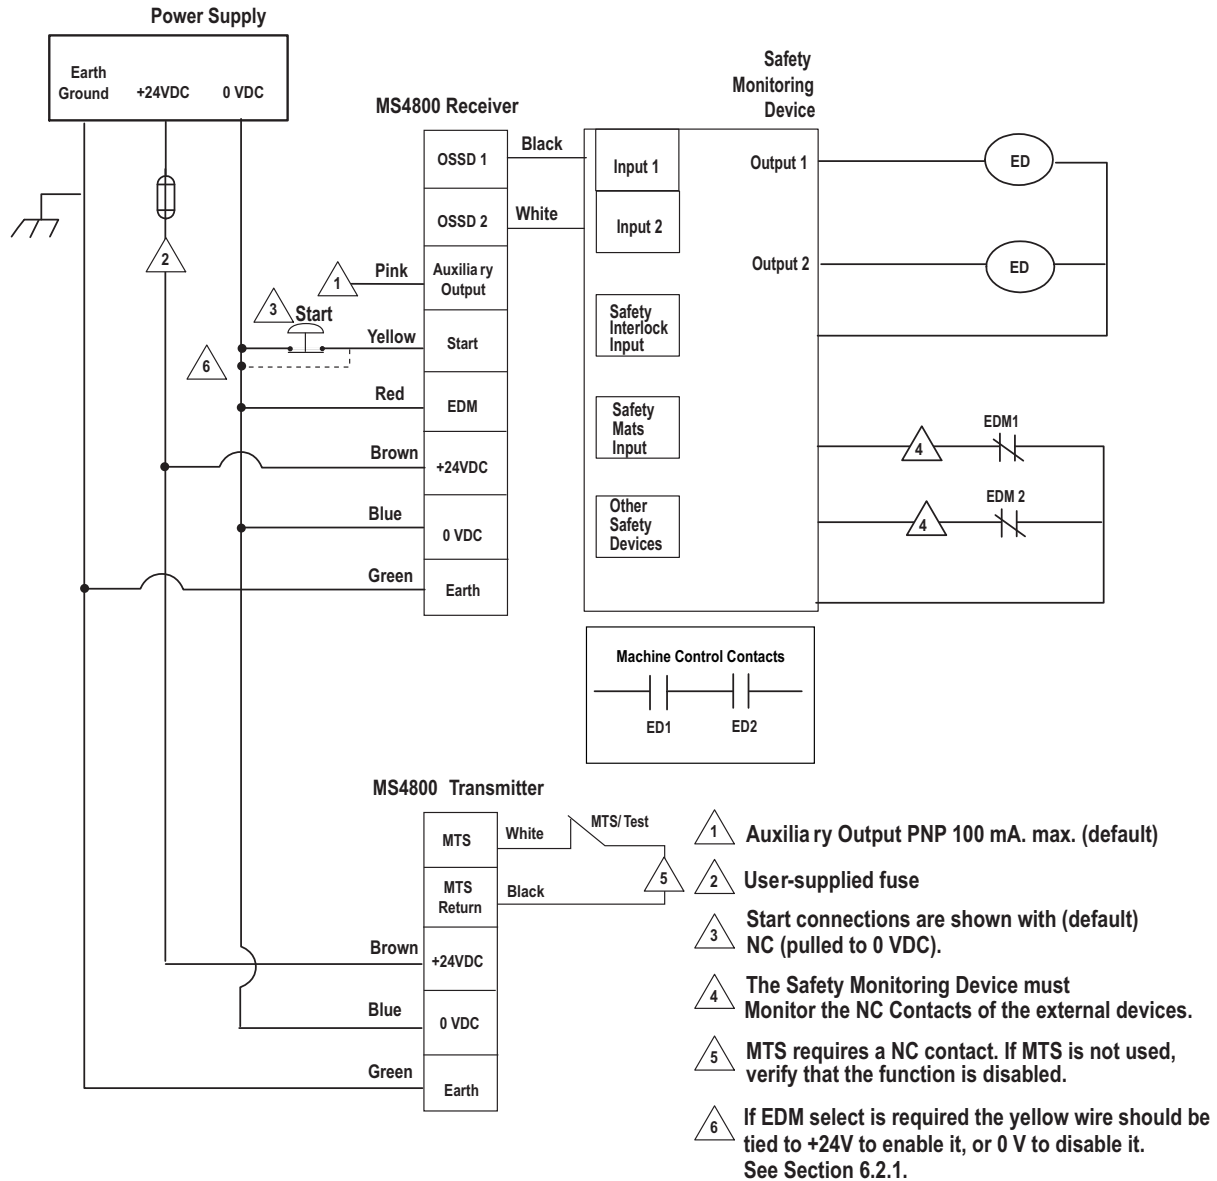 Power Supply
Earth
Ground
+24VDC
0 VDC
MS4800 Receiver
Safety
Monitoring
Device
OSSD 1
Black
Input 1
Output 1
ED
OSSD 2
White
Input 2
Output 2
ED
2
1
Pink
Auxilia ry
Output
3
Start
Yellow
Start
Safety
Interlock
Input
6
Red
EDM
Safety
Mats
Input
EDM1
4
Brown
+24VDC
Blue
0 VDC
Other
Safety
Devices
EDM 2
4
Green
Earth
Machine Control Contacts
ED1
ED2
MS4800 Transmitter
MTS
White
MTS/ Test
5
MTS
Return
Black
Brown
+24VDC
Blue
0 VDC
Green
Earth
1 Auxilia ry Output PNP 100 mA. max. (default)
2 User-supplied fuse
3 Start connections are shown with (default)
NC (pulled to 0 VDC).
4 The Safety Monitoring Device must
Monitor the NC Contacts of the external devices.
5 MTS requires a NC contact. If MTS is not used,
verify that the function is disabled.
6 If EDM select is required the yellow wire should be
tied to +24V to enable it, or 0 V to disable it.
See Section 6.2.1.